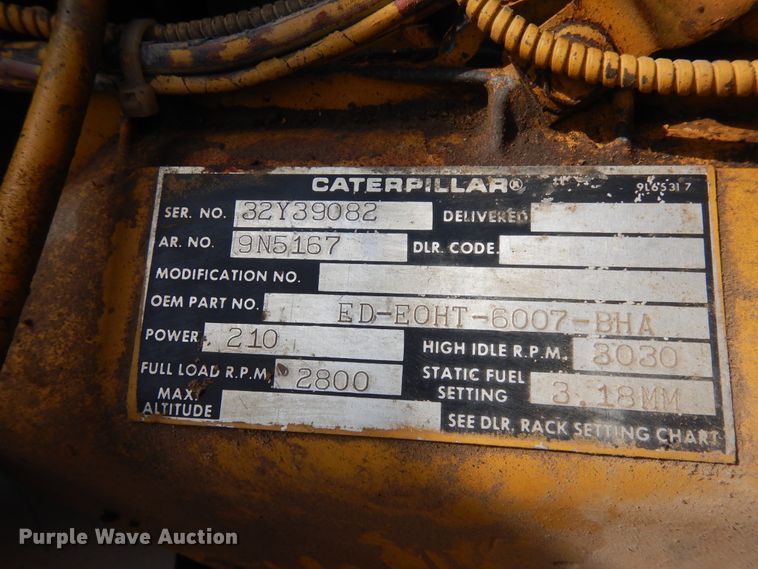 CATERPILLAR® 9L65317
SER. NO. 32Y39082 DELIVERED
AR. NO. 9N5167 DLR. CODE
MODIFICATION NO.
OEM PART NO. ED-EOHT-6007-BHA
POWER 210 HIGH IDLE R.P.M. 3030
FULL LOAD R.P.M. 2800 STATIC FUEL SETTING 3.18MM
MAX. ALTITUDE
SEE DLR. RACK SETTING CHART
Purple Wave Auction